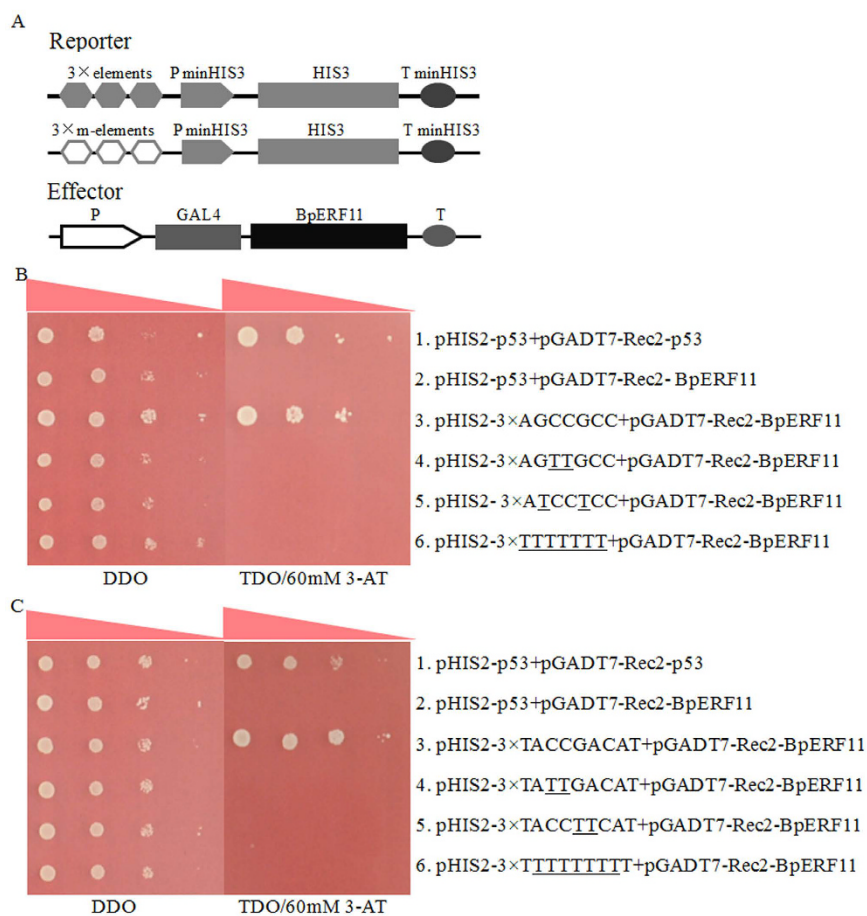 A
Reporter
3× elements P minHIS3 HIS3 T minHIS3
3× m-elements P minHIS3 HIS3 T minHIS3
Effector
P GAL4 BpERF11 T
B
1. pHIS2-p53+pGADT7-Rec2-p53
2. pHIS2-p53+pGADT7-Rec2- BpERF11
3. pHIS2-3×AGCCGCC+pGADT7-Rec2-BpERF11
4. pHIS2-3×AGTTGCC+pGADT7-Rec2-BpERF11
5. pHIS2- 3×ATCCTCC+pGADT7-Rec2-BpERF11
6. pHIS2-3×TTTTTTT+pGADT7-Rec2-BpERF11
DDO TDO/60mM 3-AT
C
1. pHIS2-p53+pGADT7-Rec2-p53
2. pHIS2-p53+pGADT7-Rec2-BpERF11
3. pHIS2-3×TACCGACAT+pGADT7-Rec2-BpERF11
4. pHIS2-3×TATTGACAT+pGADT7-Rec2-BpERF11
5. pHIS2-3×TACCTTCAT+pGADT7-Rec2-BpERF11
6. pHIS2-3×TTTTTTTTT+pGADT7-Rec2-BpERF11
DDO TDO/60mM 3-AT